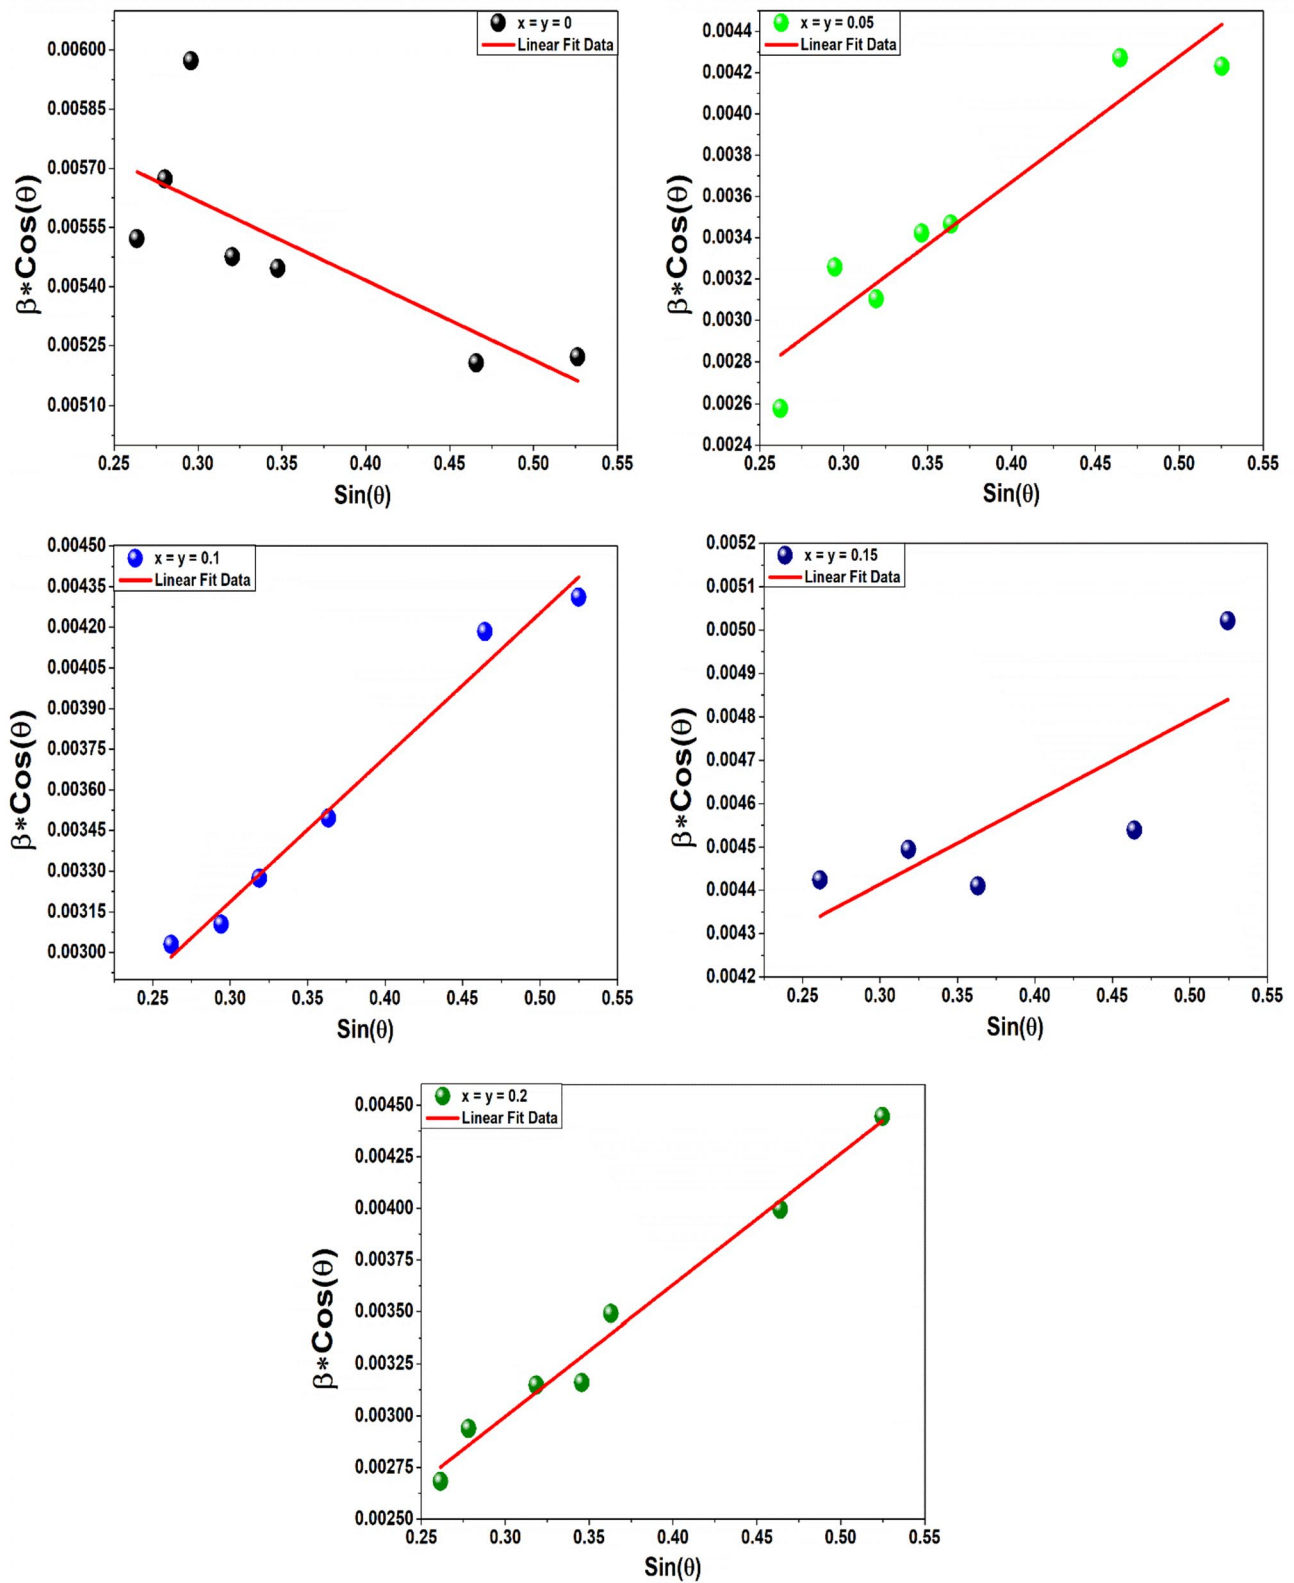 x = y = 0
Linear Fit Data
0.00600
0.00585
0.00570
0.00555
0.00540
0.00525
0.00510
β*Cos(θ)
0.25 0.30 0.35 0.40 0.45 0.50 0.55
Sin(θ)
x = y = 0.05
Linear Fit Data
0.0044
0.0042
0.0040
0.0038
0.0036
0.0034
0.0032
0.0030
0.0028
0.0026
0.0024
β*Cos(θ)
0.25 0.30 0.35 0.40 0.45 0.50 0.55
Sin(θ)
x = y = 0.1
Linear Fit Data
0.00450
0.00435
0.00420
0.00405
0.00390
0.00375
0.00360
0.00345
0.00330
0.00315
0.00300
β*Cos(θ)
0.25 0.30 0.35 0.40 0.45 0.50 0.55
Sin(θ)
x = y = 0.15
Linear Fit Data
0.0052
0.0051
0.0050
0.0049
0.0048
0.0047
0.0046
0.0045
0.0044
0.0043
0.0042
β*Cos(θ)
0.25 0.30 0.35 0.40 0.45 0.50 0.55
Sin(θ)
x = y = 0.2
Linear Fit Data
0.00450
0.00425
0.00400
0.00375
0.00350
0.00325
0.00300
0.00275
0.00250
β*Cos(θ)
0.25 0.30 0.35 0.40 0.45 0.50 0.55
Sin(θ)